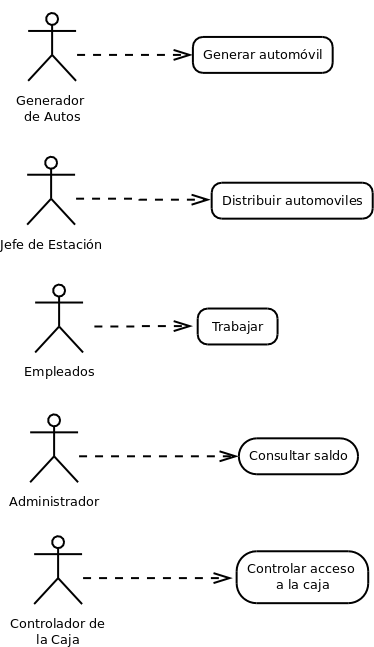 Generar automóvil
Generador
de Autos
Distribuir automoviles
Jefe de Estación
Trabajar
Empleados
Consultar saldo
Administrador
Controlar acceso
a la caja
Controlador de
la Caja